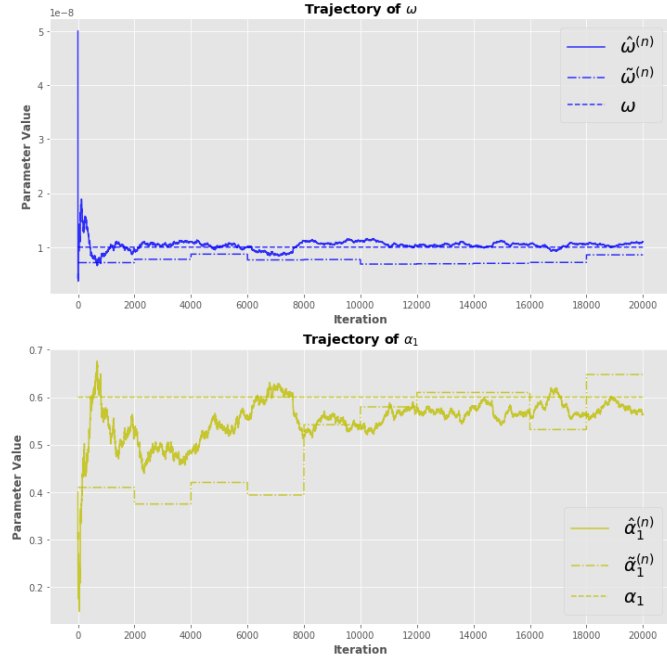 Trajectory of ω
1e−8
5
4
3
2
1
Parameter Value
ω̂⁽ⁿ⁾
ω̃⁽ⁿ⁾
ω
0 2000 4000 6000 8000 10000 12000 14000 16000 18000 20000
Iteration
Trajectory of α₁
0.7
0.6
0.5
0.4
0.3
0.2
Parameter Value
α̂₁⁽ⁿ⁾
α̃₁⁽ⁿ⁾
α₁
0 2000 4000 6000 8000 10000 12000 14000 16000 18000 20000
Iteration